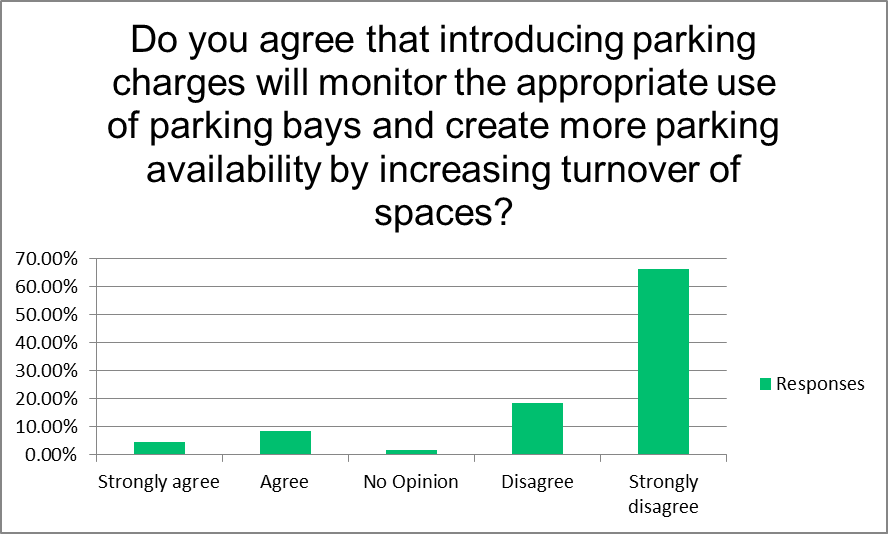 Do you agree that introducing parking
charges will monitor the appropriate use
of parking bays and create more parking
availability by increasing turnover of
spaces?
70.00%
60.00%
50.00%
40.00%
30.00%
20.00%
10.00%
0.00%
Responses
Strongly agree
Agree
No Opinion
Disagree
Strongly
disagree